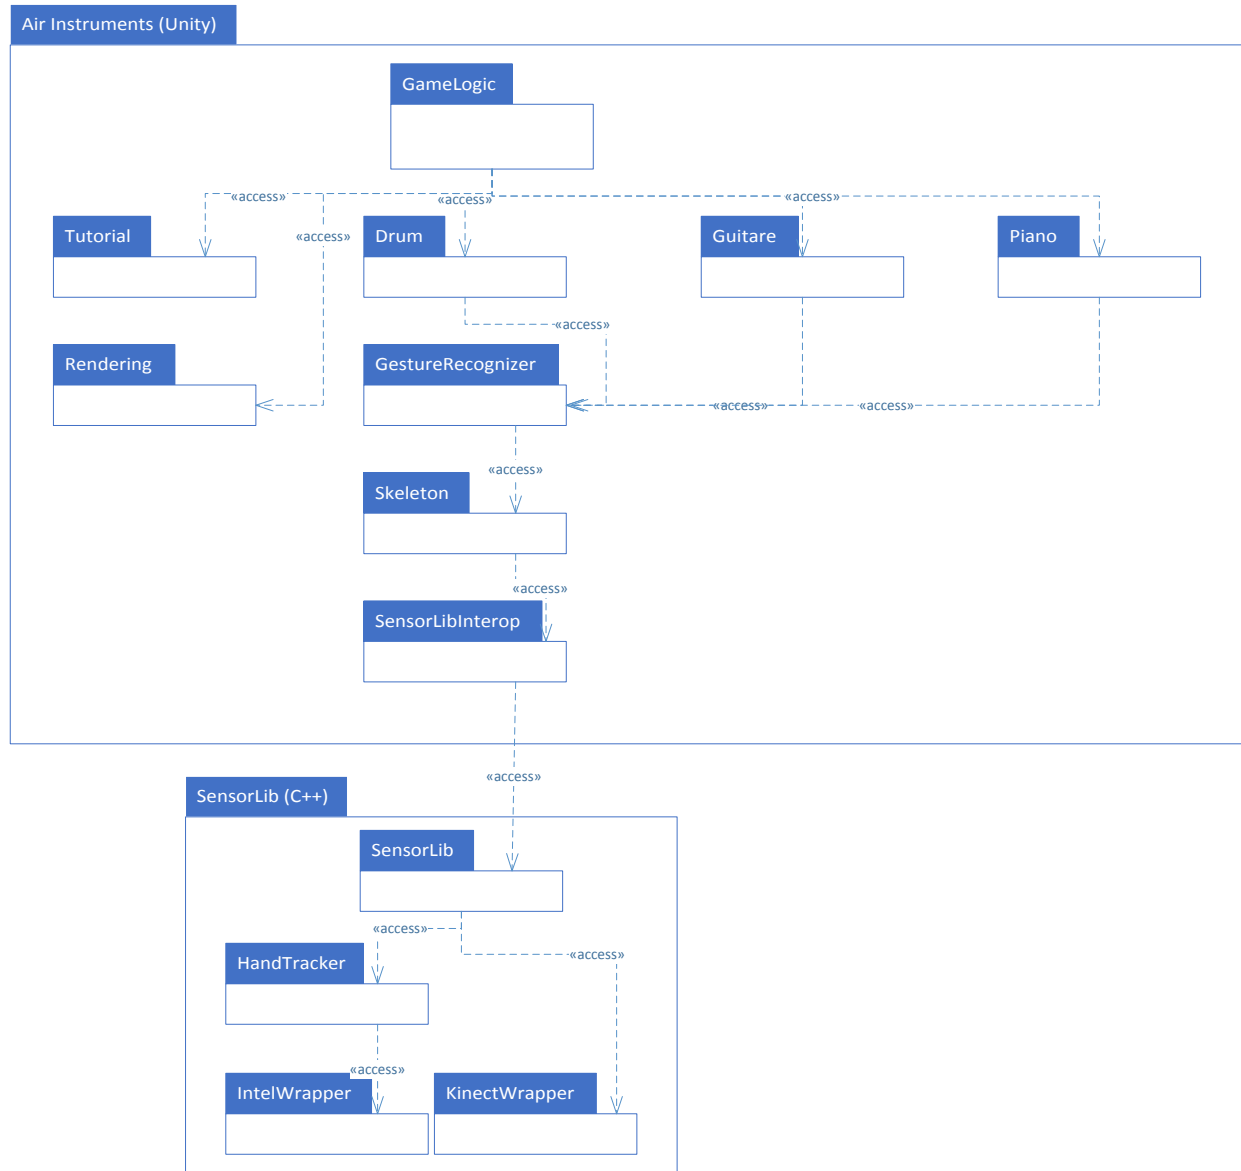 Air Instruments (Unity)
GameLogic
«access»
«access»
«access»
«access»
Tutorial
Drum
Guitare
Piano
«access»
«access»
Rendering
GestureRecognizer
«access»
«access»
«access»
Skeleton
«access»
SensorLibInterop
«access»
SensorLib (C++)
SensorLib
«access»
«access»
HandTracker
«access»
IntelWrapper
KinectWrapper